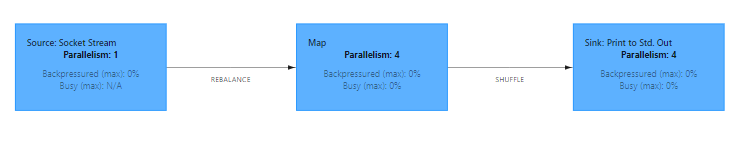 Source: Socket Stream
Parallelism: 1
Backpressured (max): 0%
Busy (max): N/A
REBALANCE
Map
Parallelism: 4
Backpressured (max): 0%
Busy (max): 0%
SHUFFLE
Sink: Print to Std. Out
Parallelism: 4
Backpressured (max): 0%
Busy (max): 0%